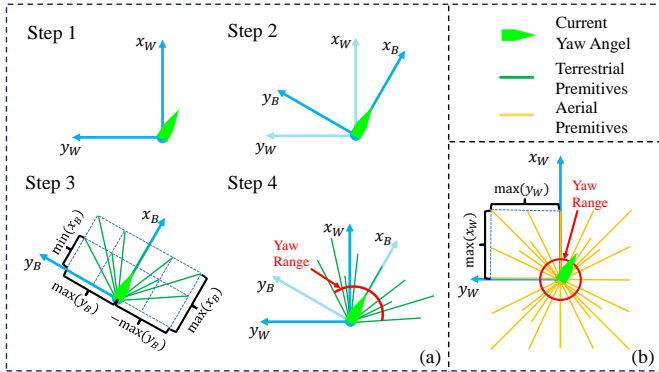 Step 1
x_W
y_W
Step 2
x_W
x_B
y_B
y_W
Step 3
x_B
y_B
min(x_B)
max(y_B)
−max(y_B)
max(x_B)
Step 4
x_W
x_B
Yaw
Range
y_B
y_W
(a)
Current
Yaw Angel
Terrestrial
Premitives
Aerial
Premitives
x_W
max(y_W)
Yaw
Range
max(x_W)
y_W
(b)